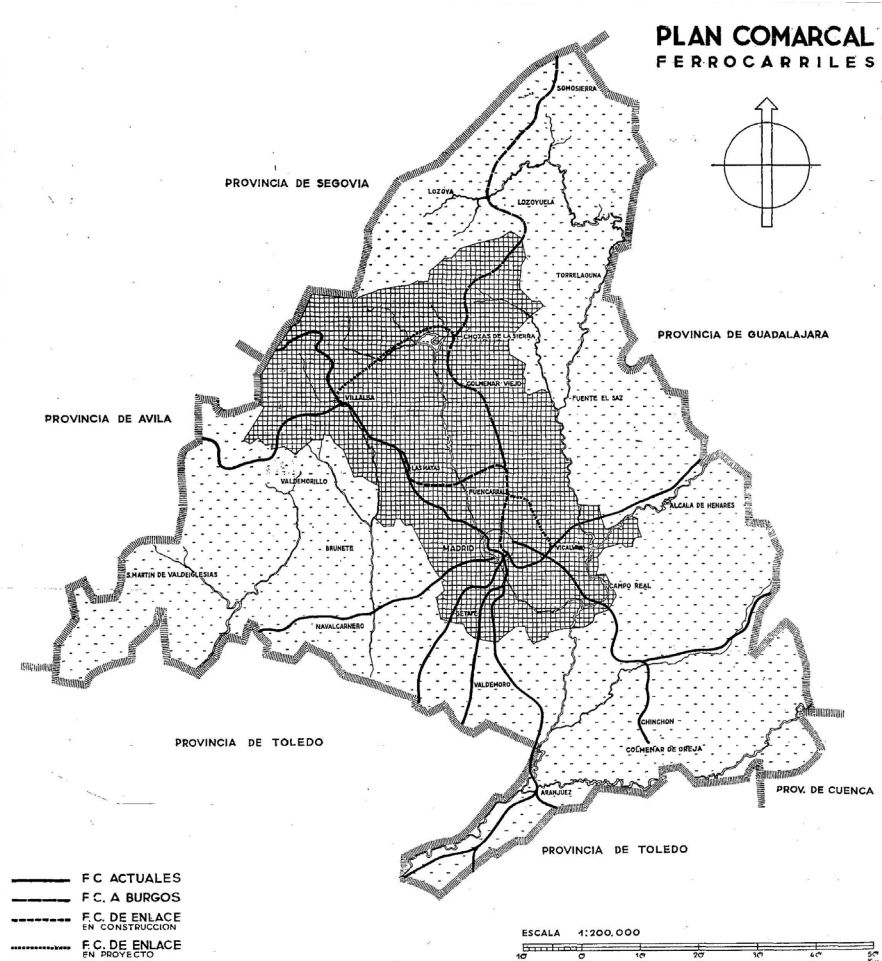 PLAN COMARCAL
FERROCARRILES
SOMOSIERRA
PROVINCIA DE SEGOVIA
LOZOYA
LOZOYUELA
TORRELAGUNA
PROVINCIA DE GUADALAJARA
CHOZAS DE LA SIERRA
COLMENAR VIEJO
VILLALBA
FUENTE EL SAZ
PROVINCIA DE AVILA
LAS MATAS
VALDEMORILLO
FUENCARRAL
ALCALA DE HENARES
BRUNETE
MADRID
VICALVARO
S. MARTIN DE VALDEIGLESIAS
CAMPO REAL
GETAFE
NAVALCARNERO
VALDEMORO
CHINCHON
PROVINCIA DE TOLEDO
COLMEÑAR DE OREJA
ARANJUEZ
PROV. DE CUENCA
PROVINCIA DE TOLEDO
F C ACTUALES
F C. A BURGOS
F. C. DE ENLACE
EN CONSTRUCCION
F. C. DE ENLACE
EN PROYECTO
ESCALA 1:200,000
10 0 10 20 30 40 50